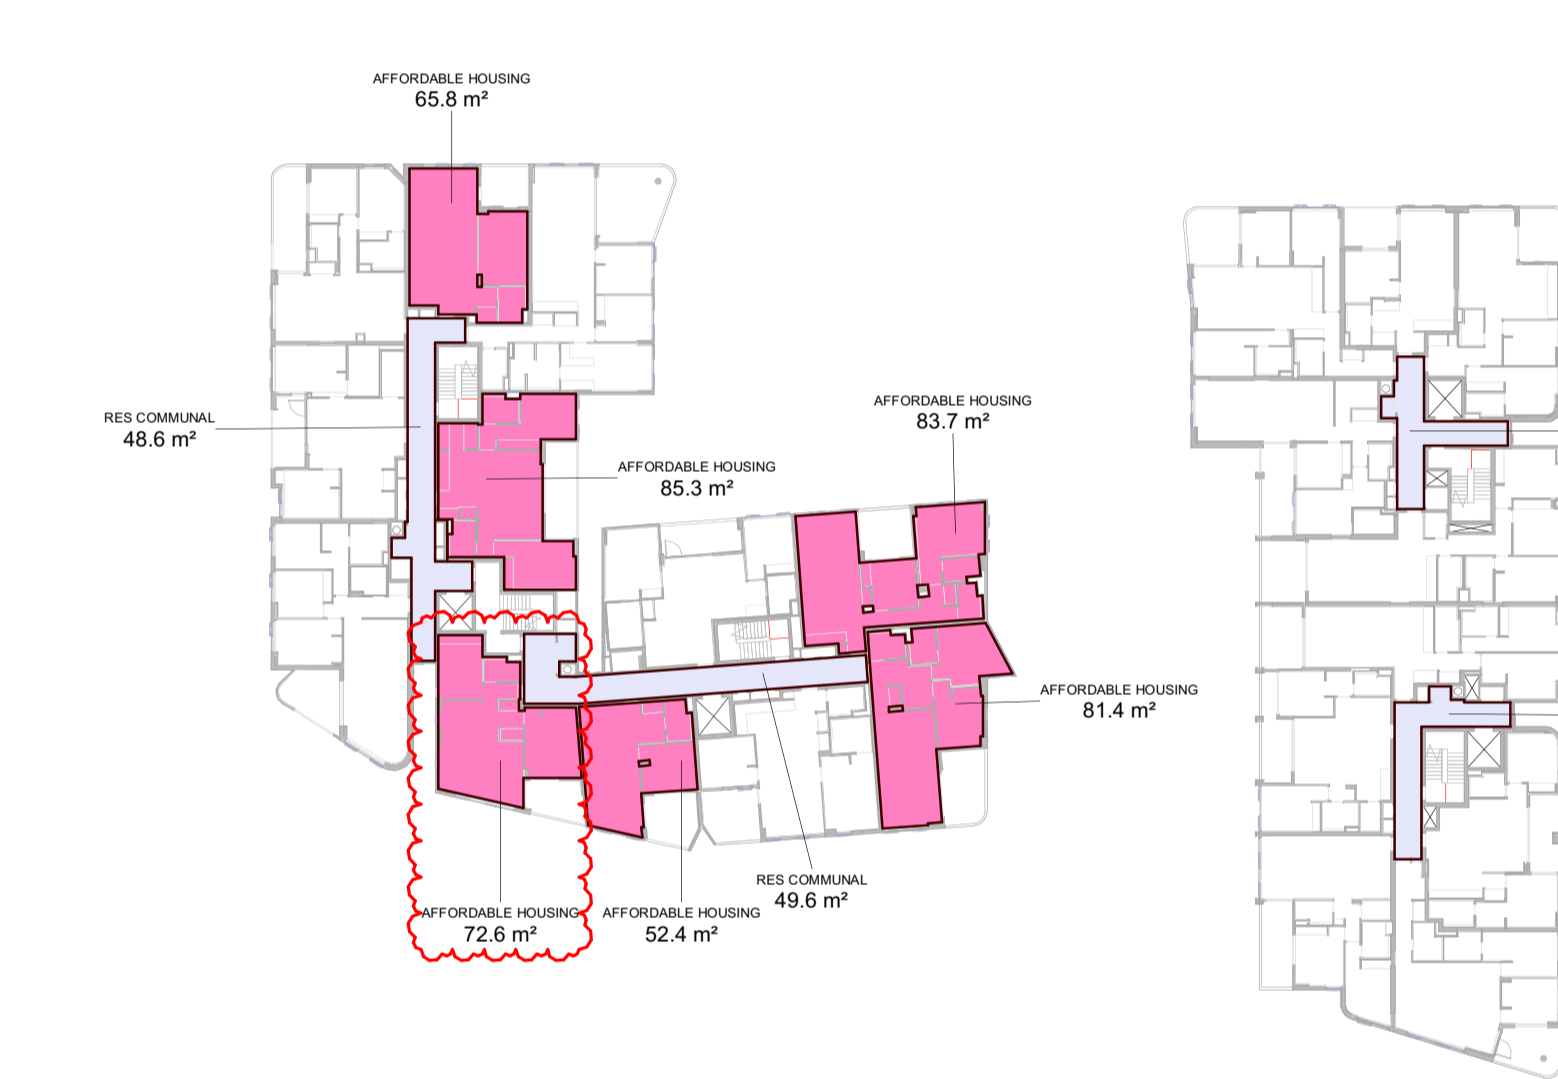 AFFORDABLE HOUSING
65.8 m²
AFFORDABLE HOUSING
83.7 m²
RES COMMUNAL
48.6 m²
AFFORDABLE HOUSING
85.3 m²
AFFORDABLE HOUSING
81.4 m²
RES COMMUNAL
49.6 m²
AFFORDABLE HOUSING
72.6 m²
AFFORDABLE HOUSING
52.4 m²